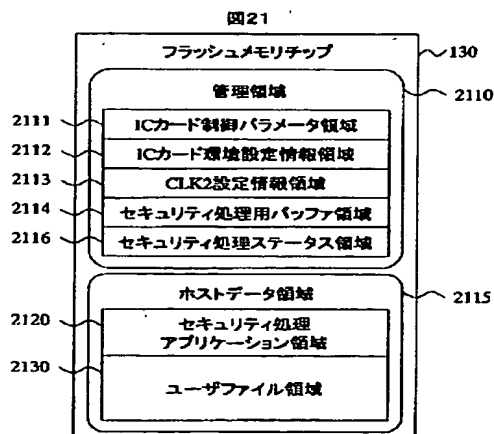 図21
フラッシュメモリチップ
130
管理領域
2110
2111
ICカード制御パラメータ領域
2112
ICカード環境設定情報領域
2113
CLK2設定情報領域
2114
セキュリティ処理用バッファ領域
2116
セキュリティ処理ステータス領域
ホストデータ領域
2115
2120
セキュリティ処理
アプリケーション領域
2130
ユーザファイル領域